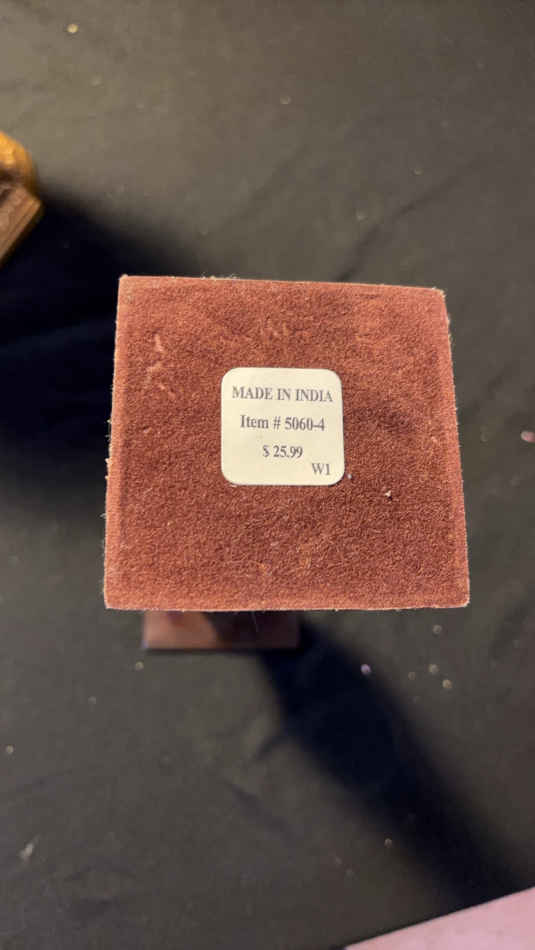 MADE IN INDIA
Item # 5060-4
$ 25.99
W1